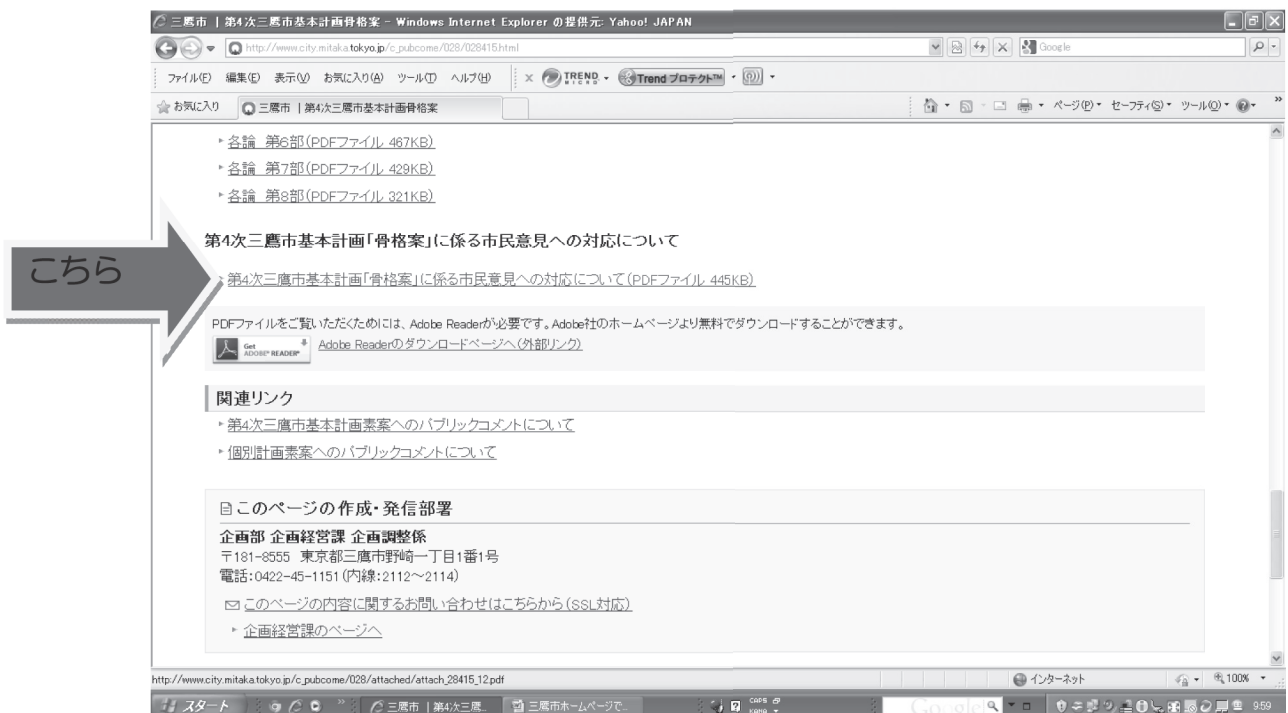 三鷹市 | 第4次三鷹市基本計画骨格案 - Windows Internet Explorer の提供元: Yahoo! JAPAN
http://www.city.mitaka.tokyo.jp/c_pubcome/028/028415.html
Google
ファイル(F) 編集(E) 表示(V) お気に入り(A) ツール(T) ヘルプ(H)
TREND MICRO
Trend プロテクト™
お気に入り
三鷹市 | 第4次三鷹市基本計画骨格案
ページ(P) セーフティ(S) ツール(O)
各論 第6部(PDFファイル 467KB)
各論 第7部(PDFファイル 429KB)
各論 第8部(PDFファイル 321KB)
第4次三鷹市基本計画「骨格案」に係る市民意見への対応について
こちら
第4次三鷹市基本計画「骨格案」に係る市民意見への対応について(PDFファイル 445KB)
PDFファイルをご覧いただくためには、Adobe Readerが必要です。Adobe社のホームページより無料でダウンロードすることができます。
Get ADOBE® READER®
Adobe Readerのダウンロードページへ(外部リンク)
関連リンク
第4次三鷹市基本計画素案へのパブリックコメントについて
個別計画素案へのパブリックコメントについて
このページの作成・発信部署
企画部 企画経営課 企画調整係
〒181-8555 東京都三鷹市野崎一丁目1番1号
電話:0422-45-1151(内線:2112~2114)
このページの内容に関するお問い合わせはこちらから(SSL対応)
企画経営課のページへ
http://www.city.mitaka.tokyo.jp/c_pubcome/028/attached/attach_28415_12.pdf
インターネット
100%
スタート
三鷹市 | 第4次三鷹...
三鷹市ホームページで...
CAPS
KANA
Google
9:59